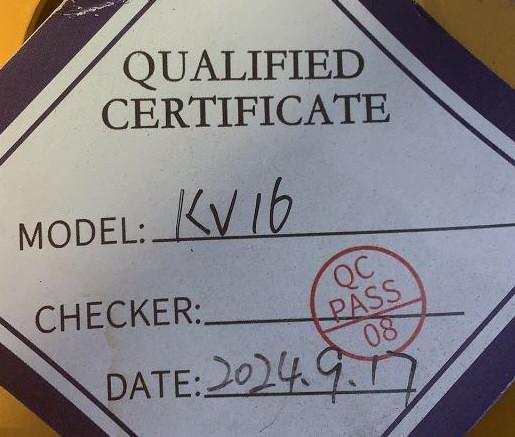 QUALIFIED
CERTIFICATE
MODEL: KV16
CHECKER:
QC
PASS
08
DATE: 2024.9.17